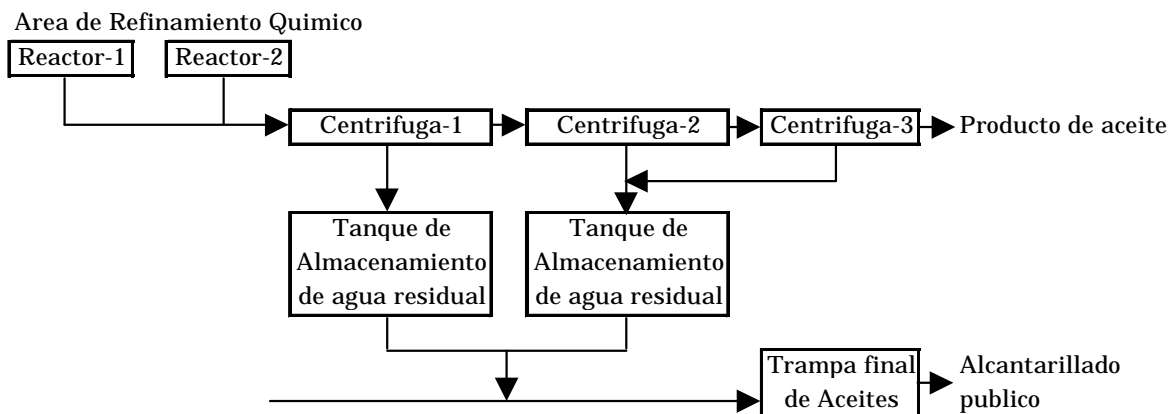 Area de Refinamiento Quimico
Reactor-1
Reactor-2
Centrifuga-1
Centrifuga-2
Centrifuga-3
Producto de aceite
Tanque de
Almacenamiento
de agua residual
Tanque de
Almacenamiento
de agua residual
Trampa final
de Aceites
Alcantarillado
publico